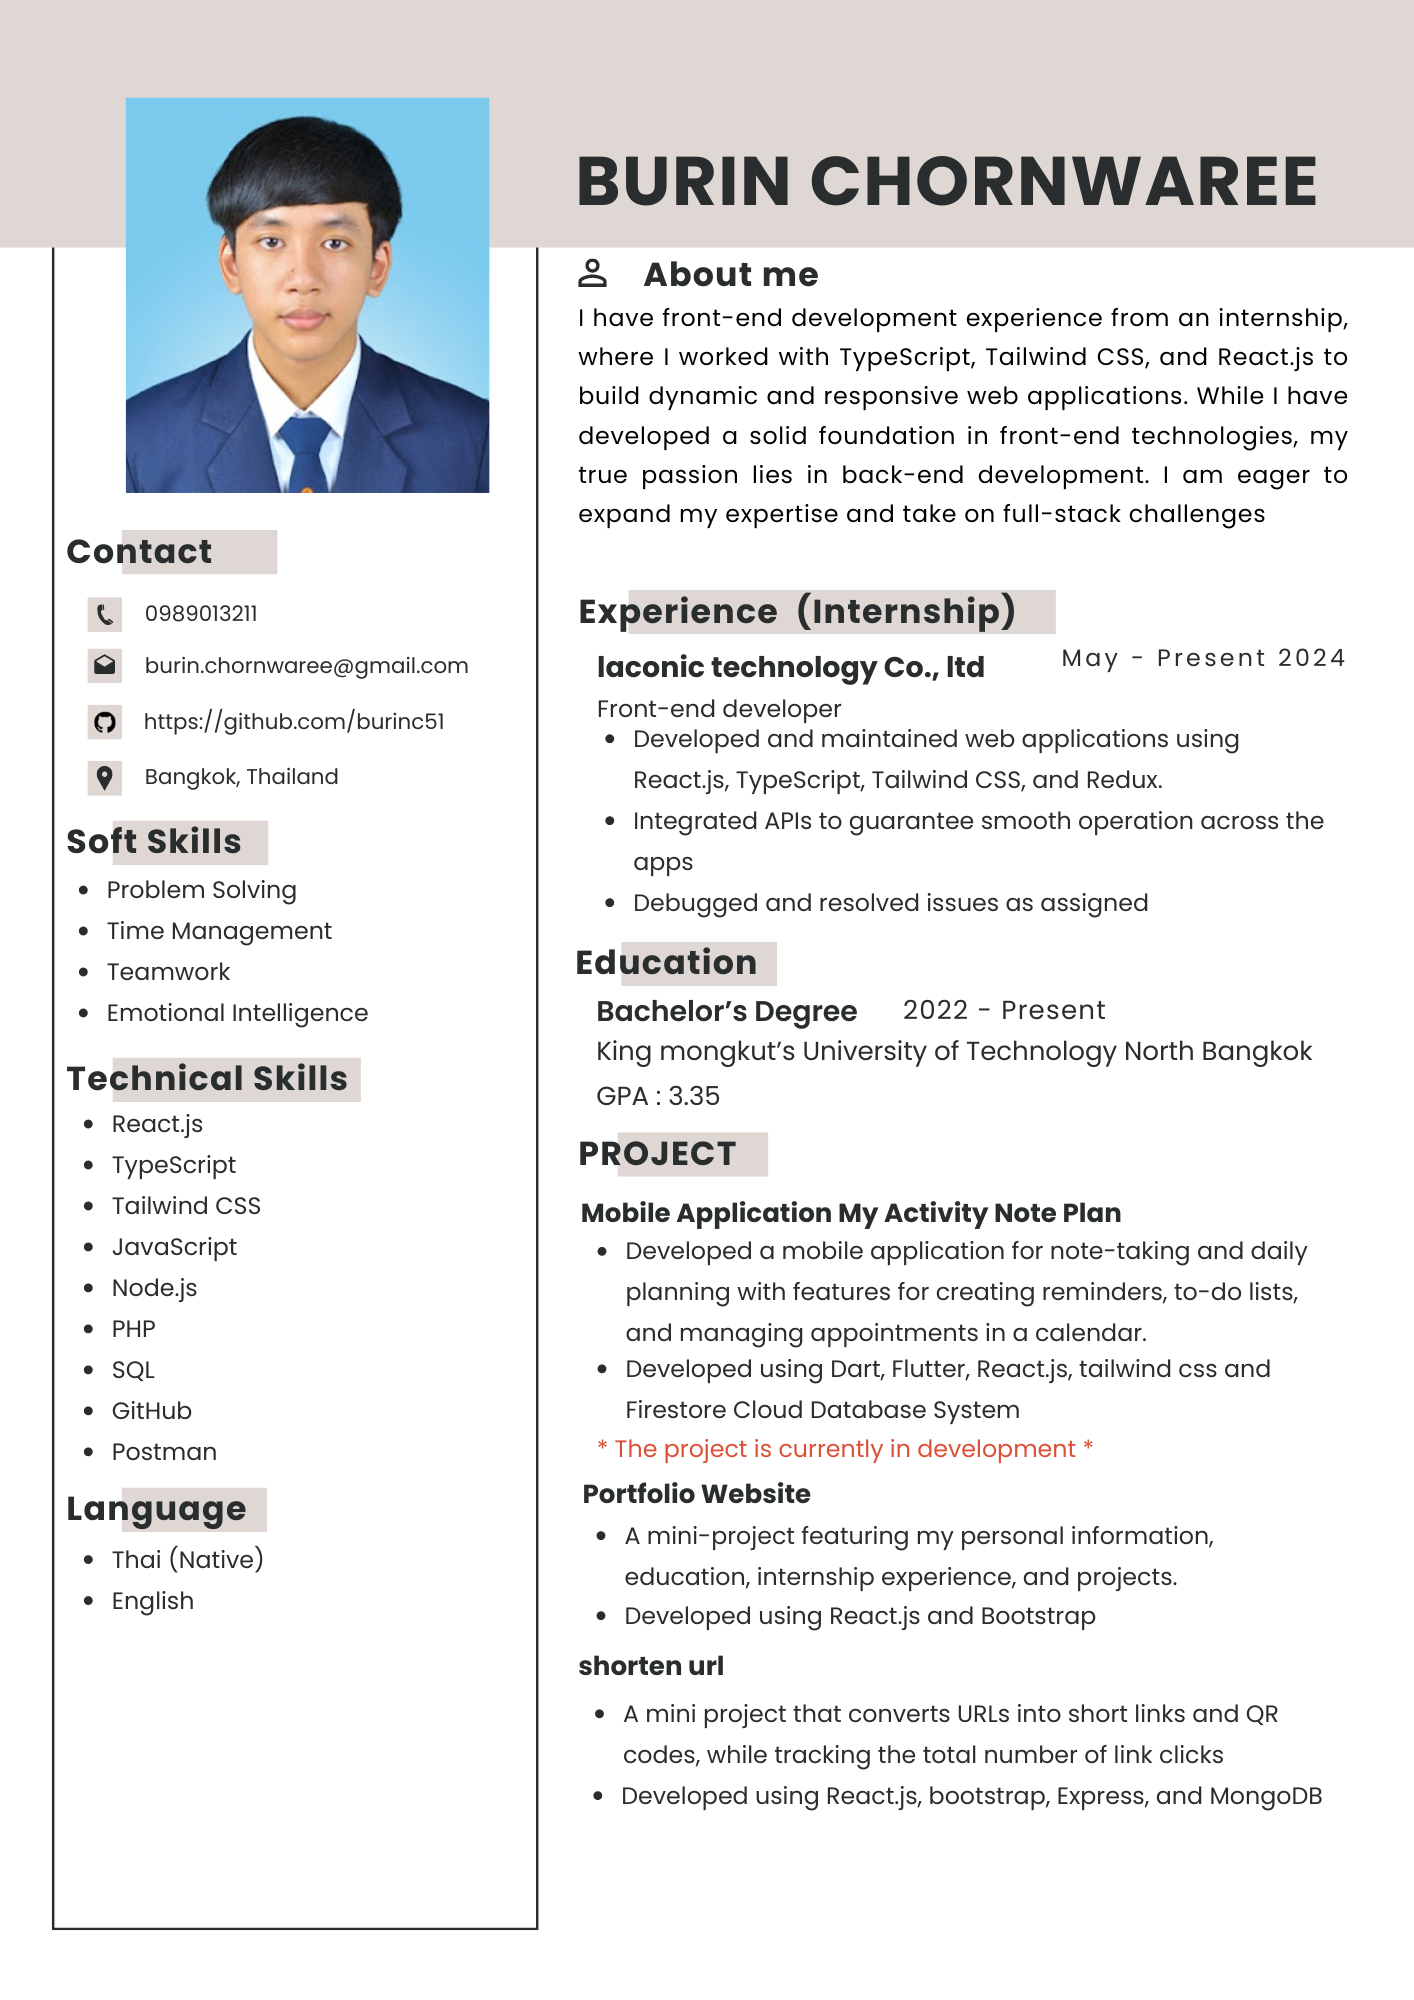 BURIN CHORNWAREE
Contact
0989013211
burin.chornwaree@gmail.com
https://github.com/burinc51
Bangkok, Thailand
Soft Skills
• Problem Solving
• Time Management
• Teamwork
• Emotional Intelligence
Technical Skills
• React.js
• TypeScript
• Tailwind CSS
• JavaScript
• Node.js
• PHP
• SQL
• GitHub
• Postman
Language
• Thai (Native)
• English
About me
I have front-end development experience from an internship,
where I worked with TypeScript, Tailwind CSS, and React.js to
build dynamic and responsive web applications. While I have
developed a solid foundation in front-end technologies, my
true passion lies in back-end development. I am eager to
expand my expertise and take on full-stack challenges
Experience (Internship)
laconic technology Co., ltd May - Present 2024
Front-end developer
• Developed and maintained web applications using
React.js, TypeScript, Tailwind CSS, and Redux.
• Integrated APIs to guarantee smooth operation across the
apps
• Debugged and resolved issues as assigned
Education
Bachelor’s Degree 2022 - Present
King mongkut’s University of Technology North Bangkok
GPA : 3.35
PROJECT
Mobile Application My Activity Note Plan
• Developed a mobile application for note-taking and daily
planning with features for creating reminders, to-do lists,
and managing appointments in a calendar.
• Developed using Dart, Flutter, React.js, tailwind css and
Firestore Cloud Database System
* The project is currently in development *
Portfolio Website
• A mini-project featuring my personal information,
education, internship experience, and projects.
• Developed using React.js and Bootstrap
shorten url
• A mini project that converts URLs into short links and QR
codes, while tracking the total number of link clicks
• Developed using React.js, bootstrap, Express, and MongoDB